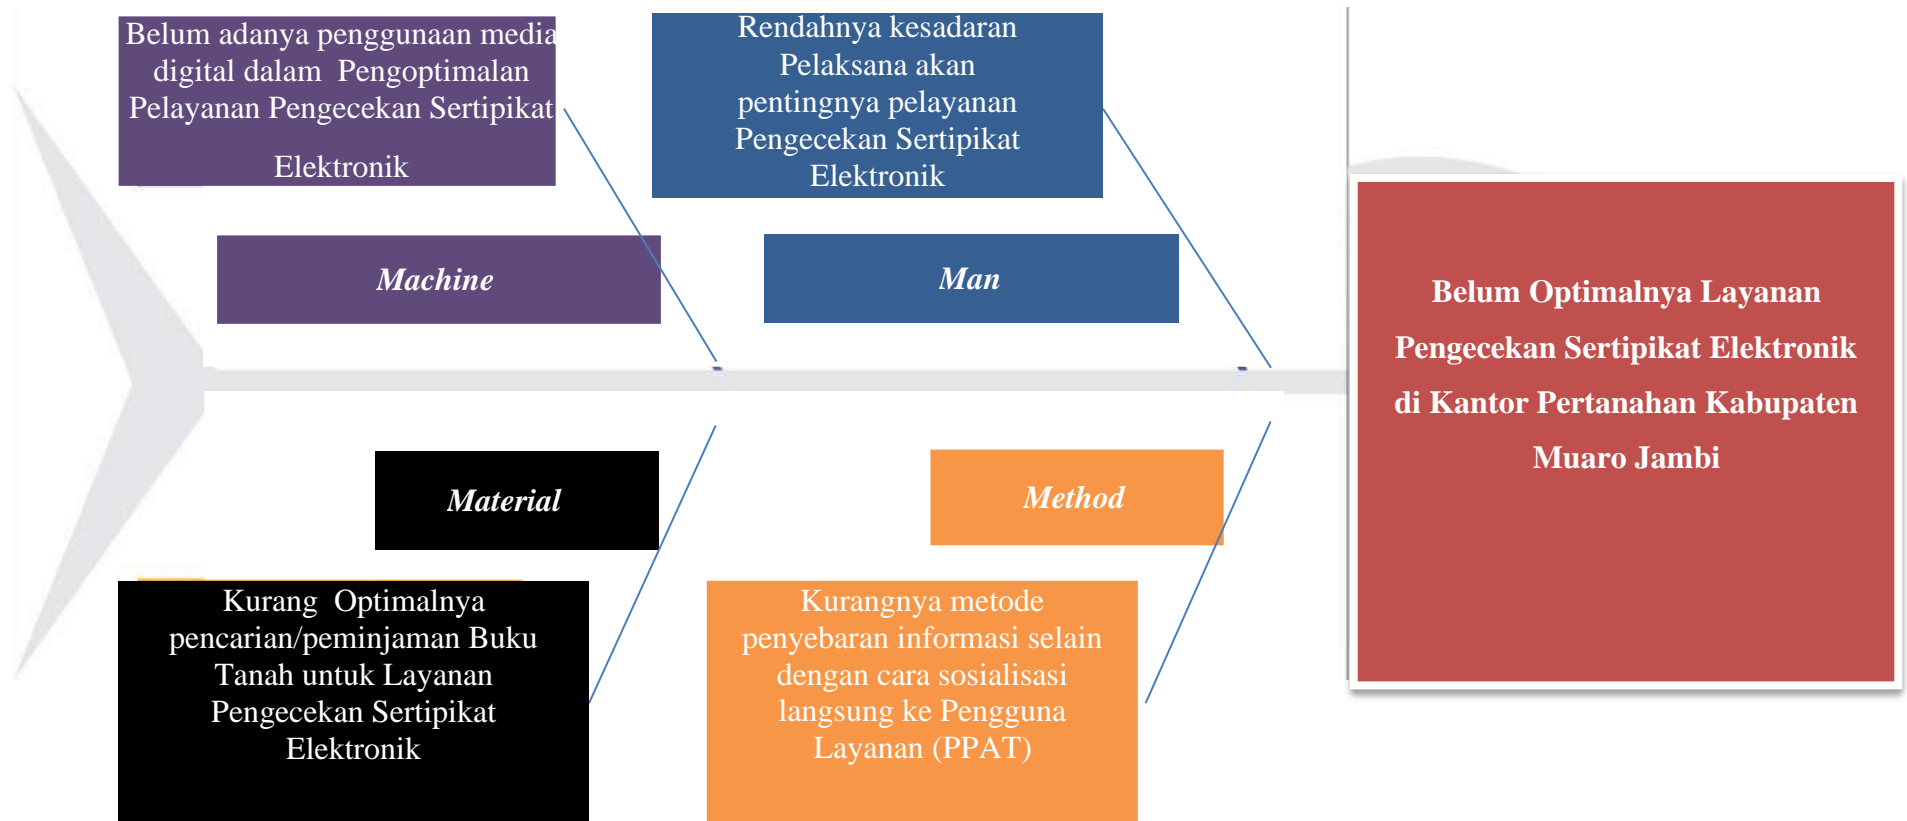 Belum adanya penggunaan media
digital dalam  Pengoptimalan
Pelayanan Pengecekan Sertipikat
Elektronik
Rendahnya kesadaran
Pelaksana akan
pentingnya pelayanan
Pengecekan Sertipikat
Elektronik
Machine
Man
Belum Optimalnya Layanan
Pengecekan Sertipikat Elektronik
di Kantor Pertanahan Kabupaten
Muaro Jambi
Material
Method
Kurang  Optimalnya
pencarian/peminjaman Buku
Tanah untuk Layanan
Pengecekan Sertipikat
Elektronik
Kurangnya metode
penyebaran informasi selain
dengan cara sosialisasi
langsung ke Pengguna
Layanan (PPAT)